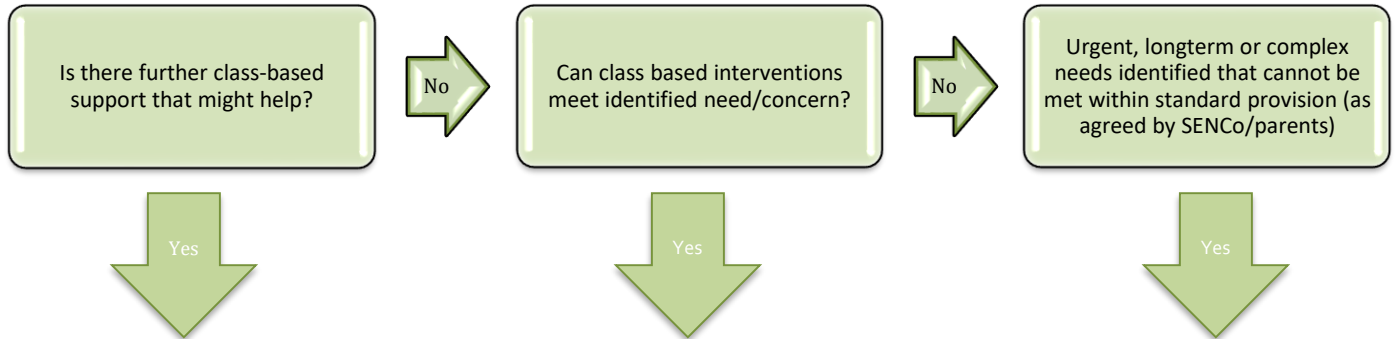 Is there further class-based
support that might help?
No
Can class based interventions
meet identified need/concern?
No
Urgent, longterm or complex
needs identified that cannot be
met within standard provision (as
agreed by SENCo/parents)
Yes
Yes
Yes